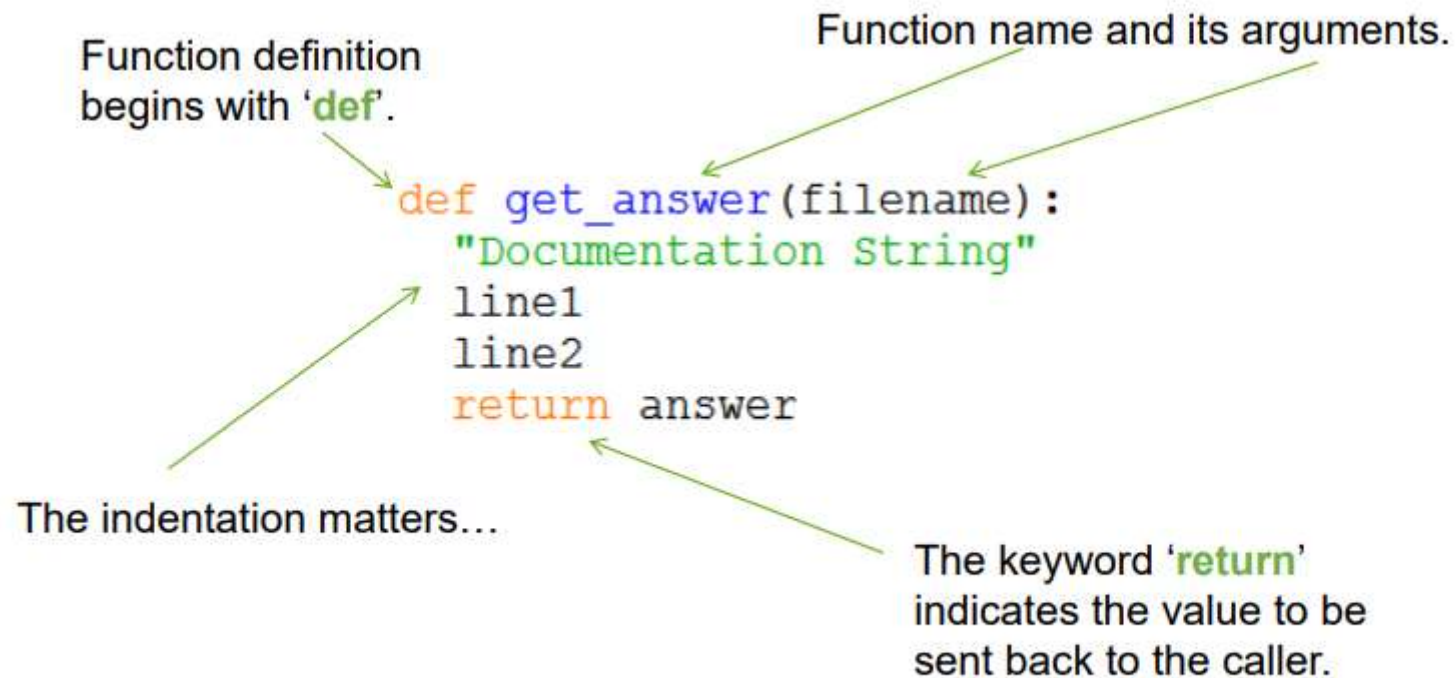 Function name and its arguments.
Function definition
begins with ‘def’.
def get_answer(filename):
"Documentation String"
line1
line2
return answer
The indentation matters…
The keyword ‘return’
indicates the value to be
sent back to the caller.